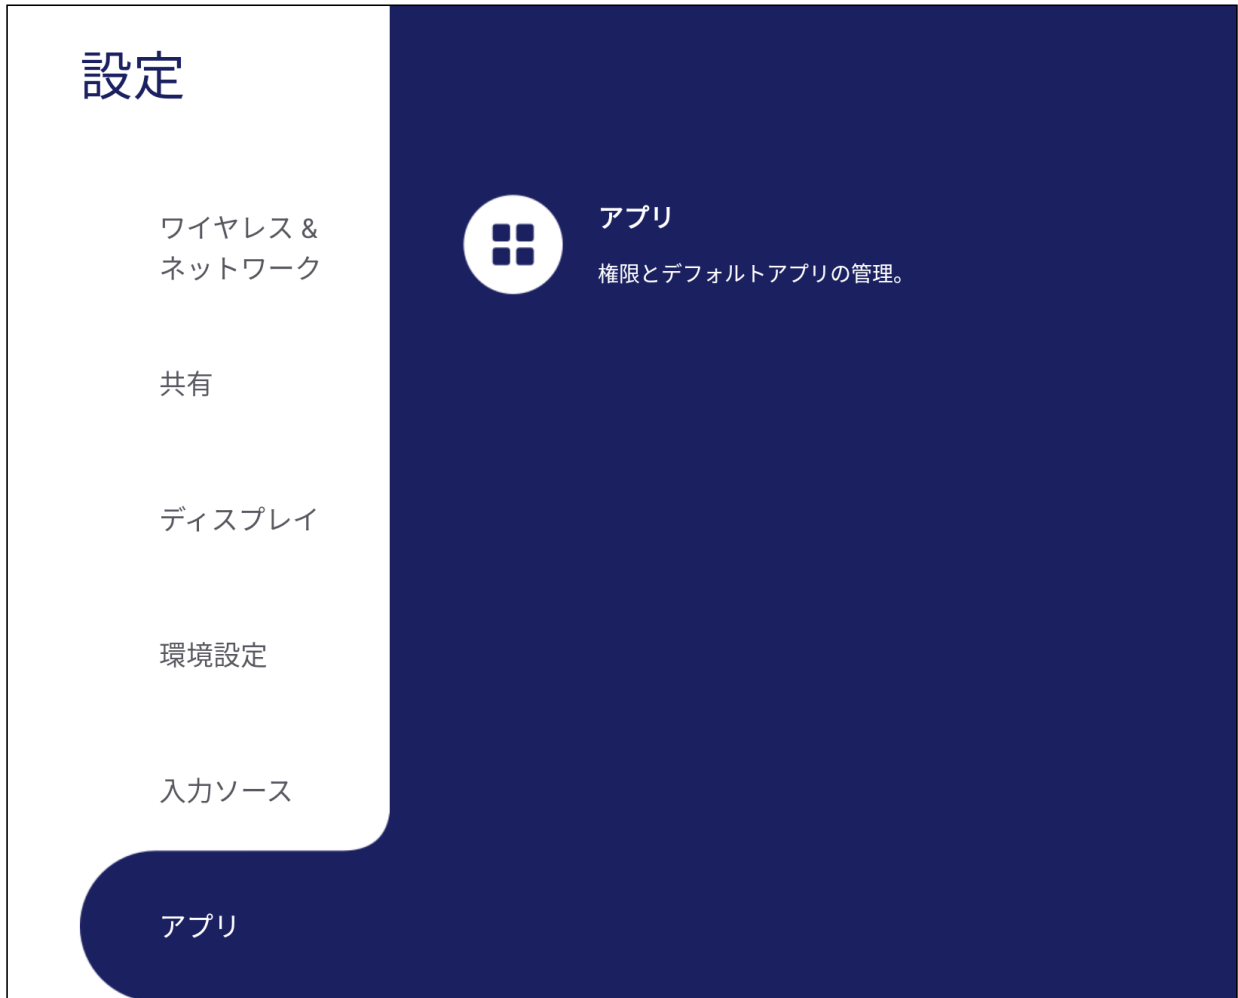 設定
ワイヤレス &
ネットワーク
共有
ディスプレイ
環境設定
入力ソース
アプリ
アプリ
権限とデフォルトアプリの管理。